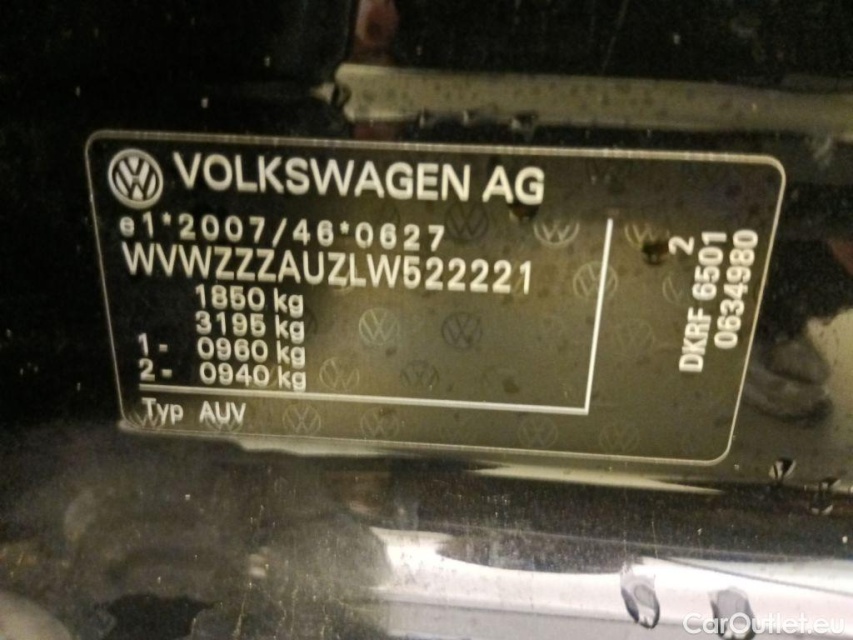 VOLKSWAGEN AG
e1*2007/46*0627
WVWZZZAUZLW522221
1850 kg
3195 kg
1- 0960 kg
2- 0940 kg
Typ AUV
2
DKRF 6501
0634980
CarOutlet.eu